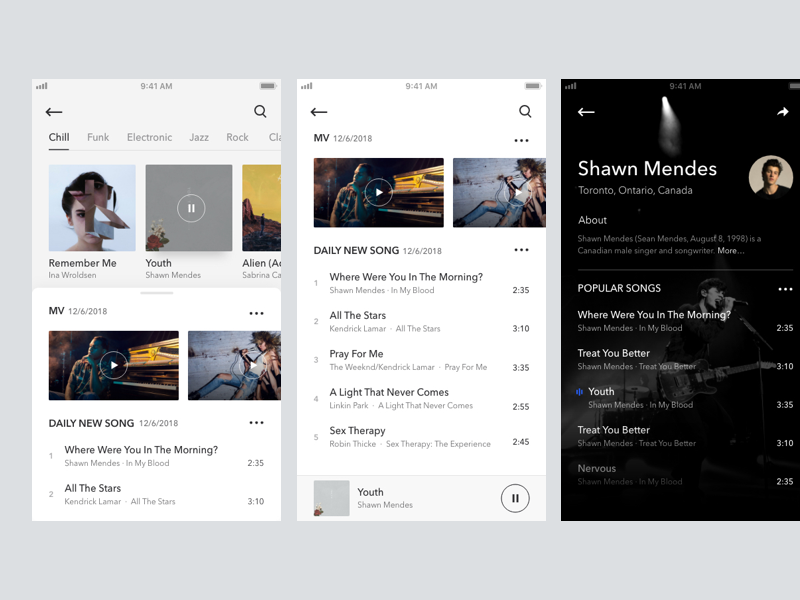 9:41 AM
Chill Funk Electronic Jazz Rock Cla
Remember Me
Ina Wroldsen
Youth
Shawn Mendes
Alien (Ac
Sabrina Ca
MV 12/6/2018
DAILY NEW SONG 12/6/2018
1 Where Were You In The Morning?
Shawn Mendes · In My Blood 2:35
2 All The Stars
Kendrick Lamar · All The Stars 3:10
9:41 AM
MV 12/6/2018
DAILY NEW SONG 12/6/2018
1 Where Were You In The Morning?
Shawn Mendes · In My Blood 2:35
2 All The Stars
Kendrick Lamar · All The Stars 3:10
3 Pray For Me
The Weeknd/Kendrick Lamar · Pray For Me 3:35
4 A Light That Never Comes
Linkin Park · A Light That Never Comes 2:55
5 Sex Therapy
Robin Thicke · Sex Therapy: The Experience 2:45
Youth
Shawn Mendes
9:41 AM
Shawn Mendes
Toronto, Ontario, Canada
About
Shawn Mendes (Sean Mendes, August 8, 1998) is a
Canadian male singer and songwriter. More...
POPULAR SONGS
Where Were You In The Morning?
Shawn Mendes · In My Blood 2:35
Treat You Better
Shawn Mendes · Treat You Better 3:10
Youth
Shawn Mendes · In My Blood 3:35
Treat You Better
Shawn Mendes · Treat You Better 3:10
Nervous
Shawn Mendes · In My Blood 2:35